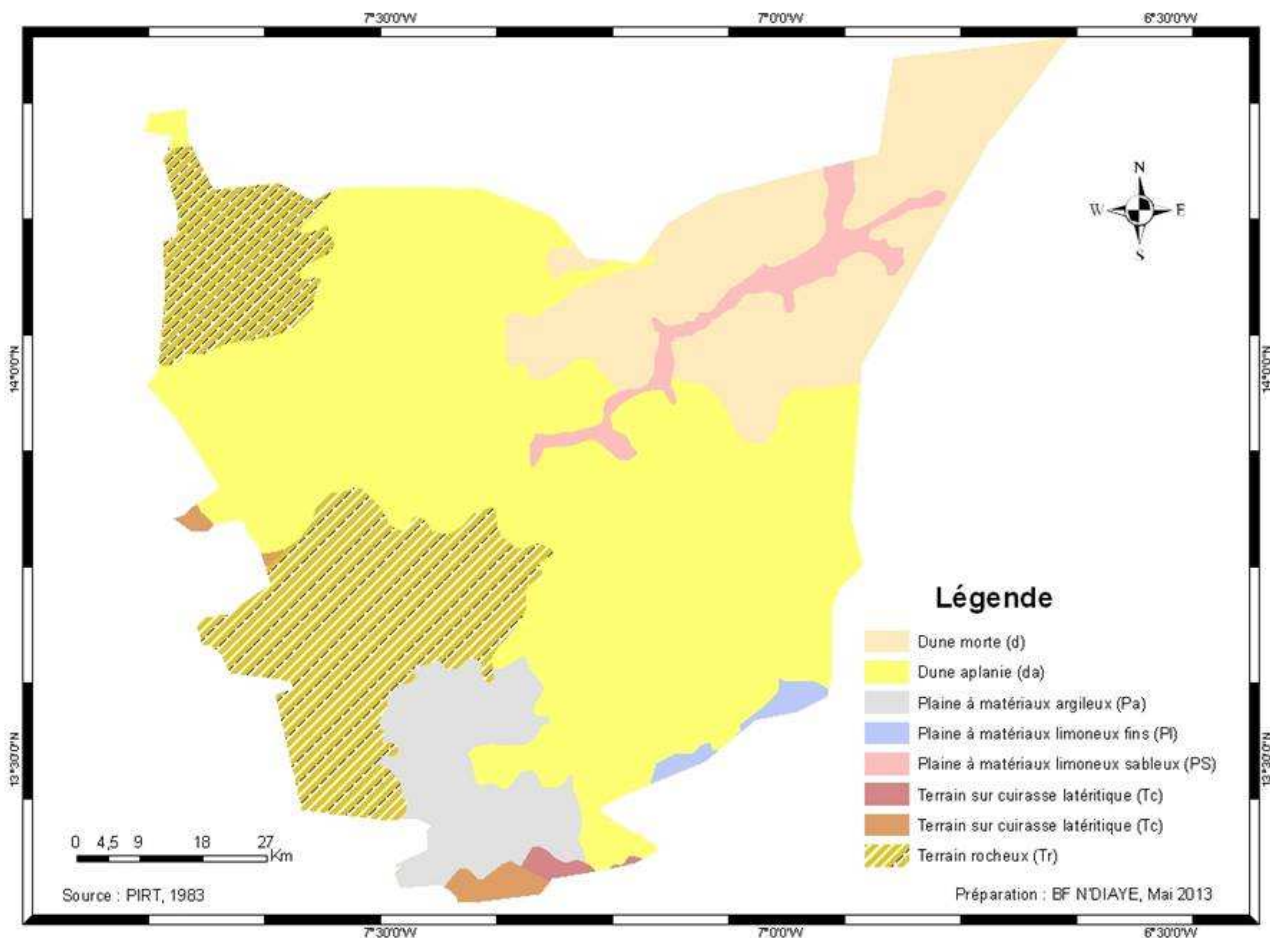 7°30'0"W 7°0'0"W 6°30'0"W
N
W E
S
14°0'0"N 14°0'0"N
Légende
Dune morte (d)
Dune aplanie (da)
Plaine à matériaux argileux (Pa)
Plaine à matériaux limoneux fins (Pl)
Plaine à matériaux limoneux sableux (PS)
Terrain sur cuirasse latéritique (Tc)
Terrain sur cuirasse latéritique (Tc)
Terrain rocheux (Tr)
13°30'0"N 13°30'0"N
0 4,5 9 18 27
Km
Source : PIRT, 1983
Préparation : BF N'DIAYE, Mai 2013
7°30'0"W 7°0'0"W 6°30'0"W